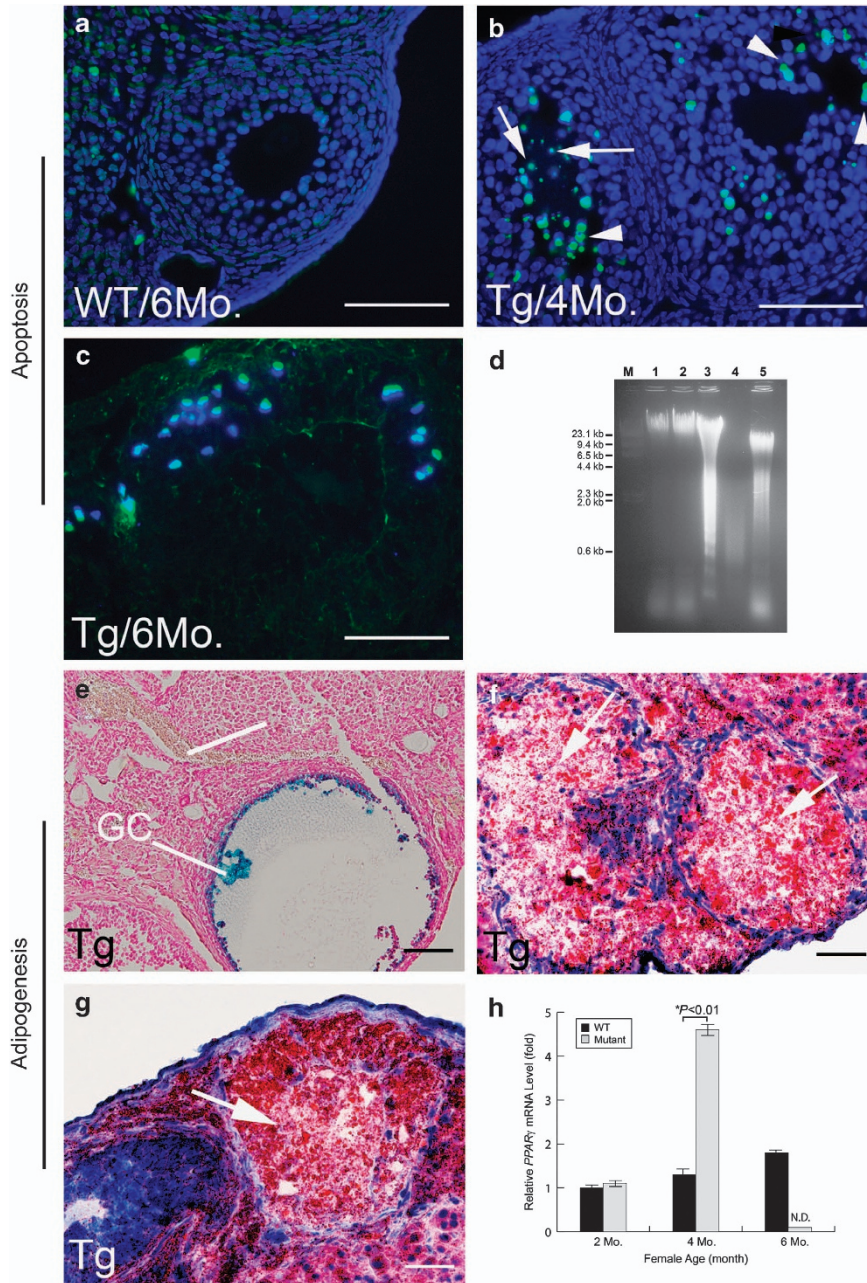 Apoptosis
Adipogenesis
a
WT/6Mo.
b
Tg/4Mo.
c
Tg/6Mo.
d
M 1 2 3 4 5
23.1 kb
9.4 kb
6.5 kb
4.4 kb
2.3 kb
2.0 kb
0.6 kb
e
GC
Tg
f
Tg
g
Tg
h
WT
Mutant
*P<0.01
N.D.
Relative PPARγ mRNA Level (fold)
5
4
3
2
1
0
2 Mo.
4 Mo.
6 Mo.
Female Age (month)